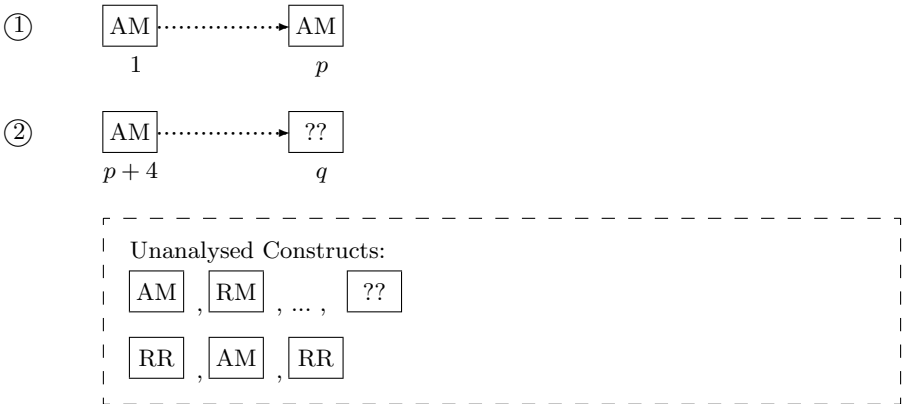 ① AM AM
1 p
② AM ??
p + 4 q
Unanalysed Constructs:
AM , RM , ... , ??
RR , AM , RR